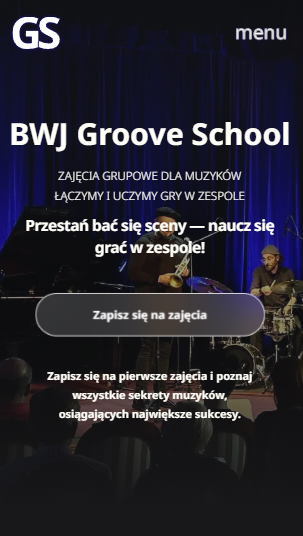 GS
menu
BWJ Groove School
ZAJĘCIA GRUPOWE DLA MUZYKÓW
ŁĄCZYMY I UCZYMY GRY W ZESPOLE
Przestań bać się sceny — naucz się
grać w zespole!
Zapisz się na zajęcia
Zapisz się na pierwsze zajęcia i poznaj
wszystkie sekrety muzyków,
osiągających największe sukcesy.